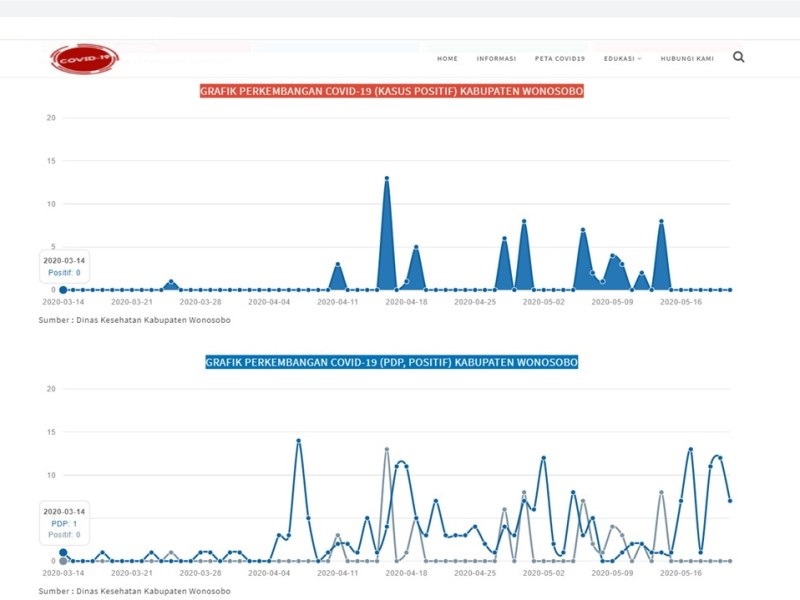 COVID-19
HOME INFORMASI PETA COVID19 EDUKASI HUBUNGI KAMI
GRAFIK PERKEMBANGAN COVID-19 (KASUS POSITIF) KABUPATEN WONOSOBO
20
15
10
5
2020-03-14
Positif: 0
0
2020-03-14 2020-03-21 2020-03-28 2020-04-04 2020-04-11 2020-04-18 2020-04-25 2020-05-02 2020-05-09 2020-05-16
Sumber : Dinas Kesehatan Kabupaten Wonosobo
GRAFIK PERKEMBANGAN COVID-19 (PDP, POSITIF) KABUPATEN WONOSOBO
20
15
10
2020-03-14
PDP: 1
Positif: 0
0
2020-03-14 2020-03-21 2020-03-28 2020-04-04 2020-04-11 2020-04-18 2020-04-25 2020-05-02 2020-05-09 2020-05-16
Sumber : Dinas Kesehatan Kabupaten Wonosobo